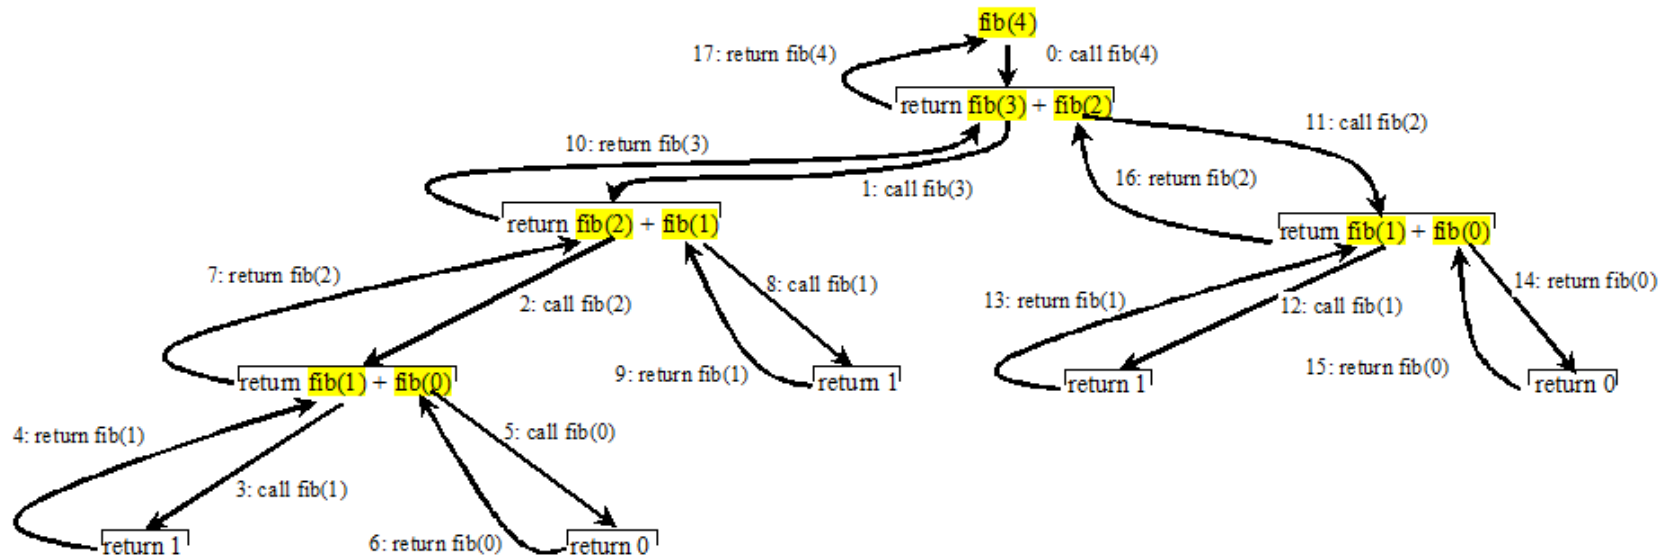 fib(4)
17: return fib(4)
0: call fib(4)
return fib(3) + fib(2)
11: call fib(2)
10: return fib(3)
1: call fib(3)
16: return fib(2)
return fib(2) + fib(1)
return fib(1) + fib(0)
7: return fib(2)
2: call fib(2)
8: call fib(1)
13: return fib(1)
12: call fib(1)
14: return fib(0)
return fib(1) + fib(0)
9: return fib(1)
return 1
return 1
15: return fib(0)
return 0
4: return fib(1)
5: call fib(0)
3: call fib(1)
return 1
6: return fib(0)
return 0